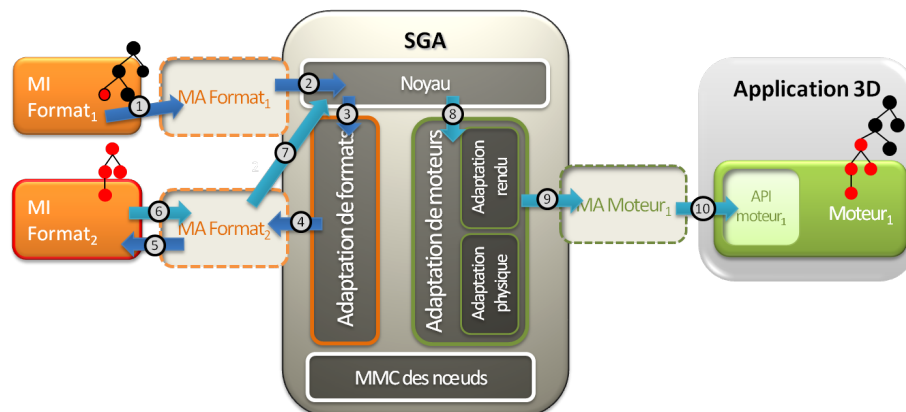 SGA
Noyau
MI
Format1
1
MA Format1
2
3
8
7
MI
Format2
6
5
MA Format2
4
Adaptation de formats
Adaptation de moteurs
Adaptation
rendu
Adaptation
physique
9
MA Moteur1
10
Application 3D
API
moteur1
Moteur1
MMC des nœuds